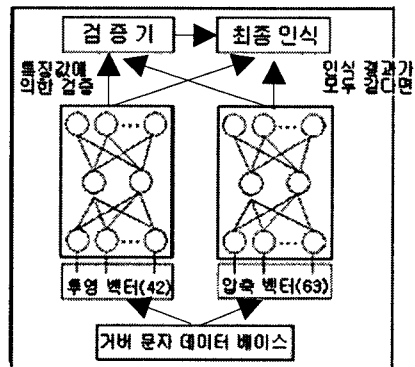 검증기
최종 인식
특징값에
의한 검증
인식 결과가
모두 같다면
투영 벡터(42)
압축 벡터(63)
거버 문자 데이터 베이스